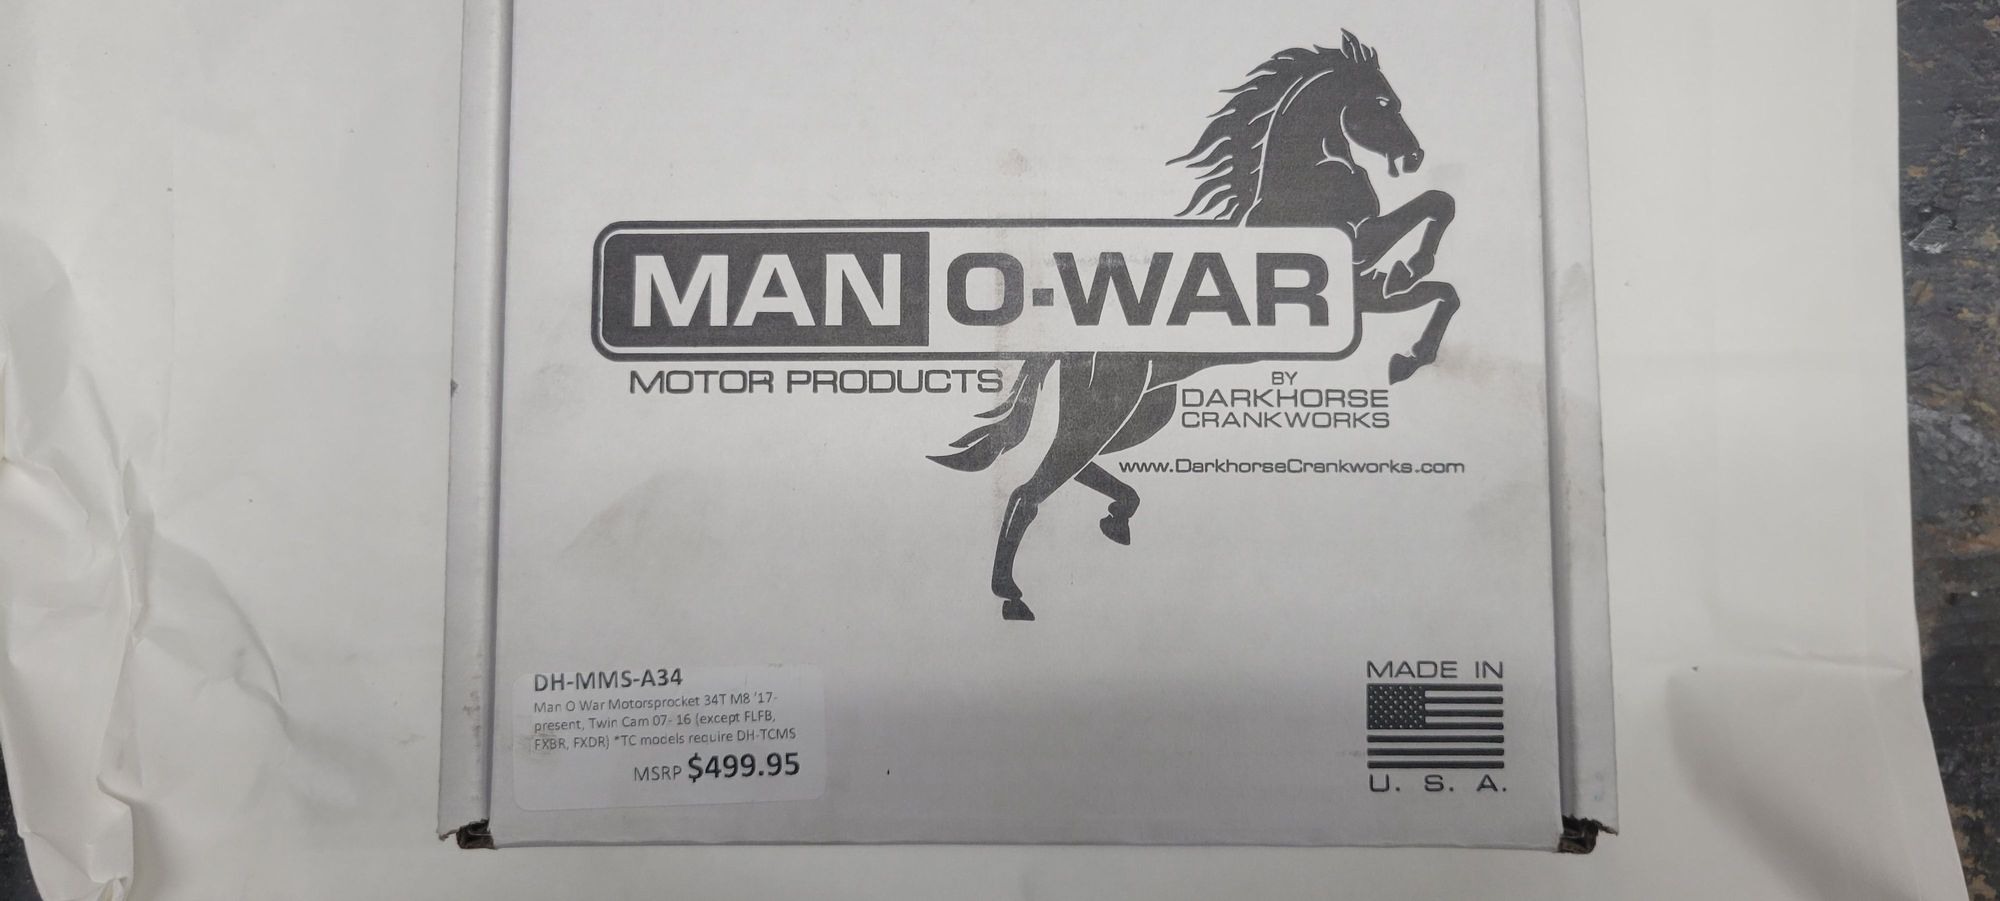 MAN O-WAR
MOTOR PRODUCTS
BY
DARKHORSE
CRANKWORKS
www.DarkhorseCrankworks.com
DH-MMS-A34
Man O War Motorsprocket 34T M8 '17-
present, Twin Cam 07- 16 (except FLFB,
FXBR, FXDR) *TC models require DH-TCMS
MSRP $499.95
MADE IN
U. S. A.